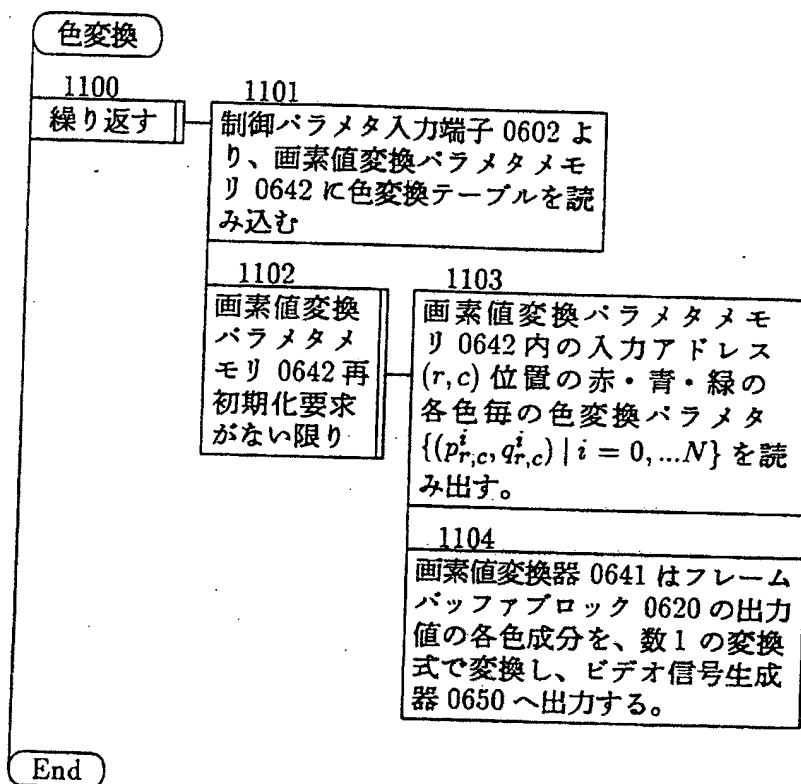 色変換
1100
繰り返す
1101
制御パラメタ入力端子 0602 よ
り、画素値変換パラメタメモ
リ 0642 に色変換テーブルを読
み込む
1102
画素値変換
パラメタメ
モリ 0642 再
初期化要求
がない限り
1103
画素値変換パラメタメモ
リ 0642 内の入力アドレス
(r,c) 位置の赤・青・緑の
各色毎の色変換パラメタ
{(p^i_{r,c}, q^i_{r,c}) | i = 0,...N} を読
み出す。
1104
画素値変換器 0641 はフレーム
バッファブロック 0620 の出力
値の各色成分を、数1 の変換
式で変換し、ビデオ信号生成
器 0650 へ出力する。
End